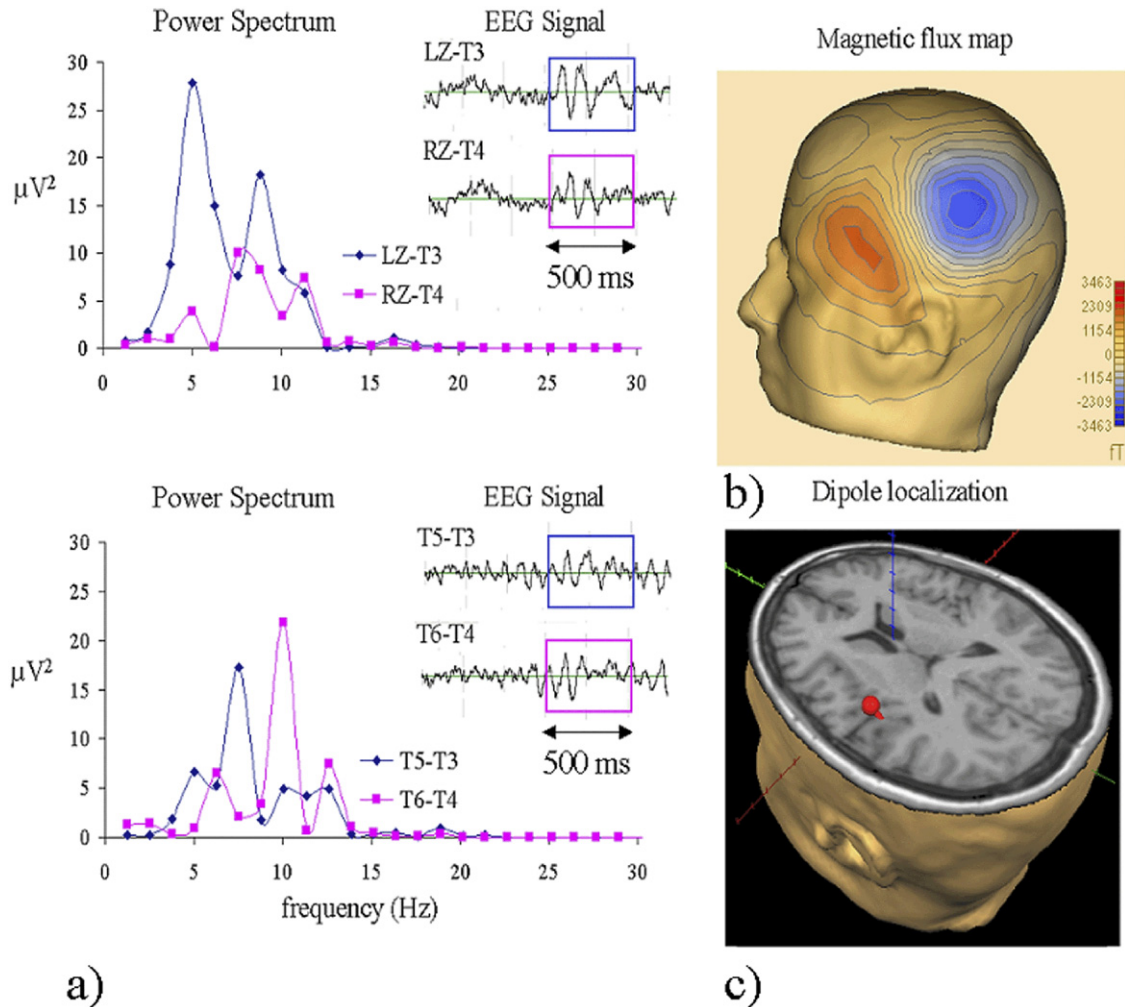 Power Spectrum
EEG Signal
30
25
20
15
10
5
0
μV²
0 5 10 15 20 25 30
LZ-T3
RZ-T4
LZ-T3
RZ-T4
500 ms
Power Spectrum
EEG Signal
30
25
20
15
10
5
0
μV²
0 5 10 15 20 25 30
T5-T3
T6-T4
T5-T3
T6-T4
500 ms
frequency (Hz)
a)
Magnetic flux map
3463
2309
1154
0
-1154
-2309
-3463
fT
b)
Dipole localization
c)